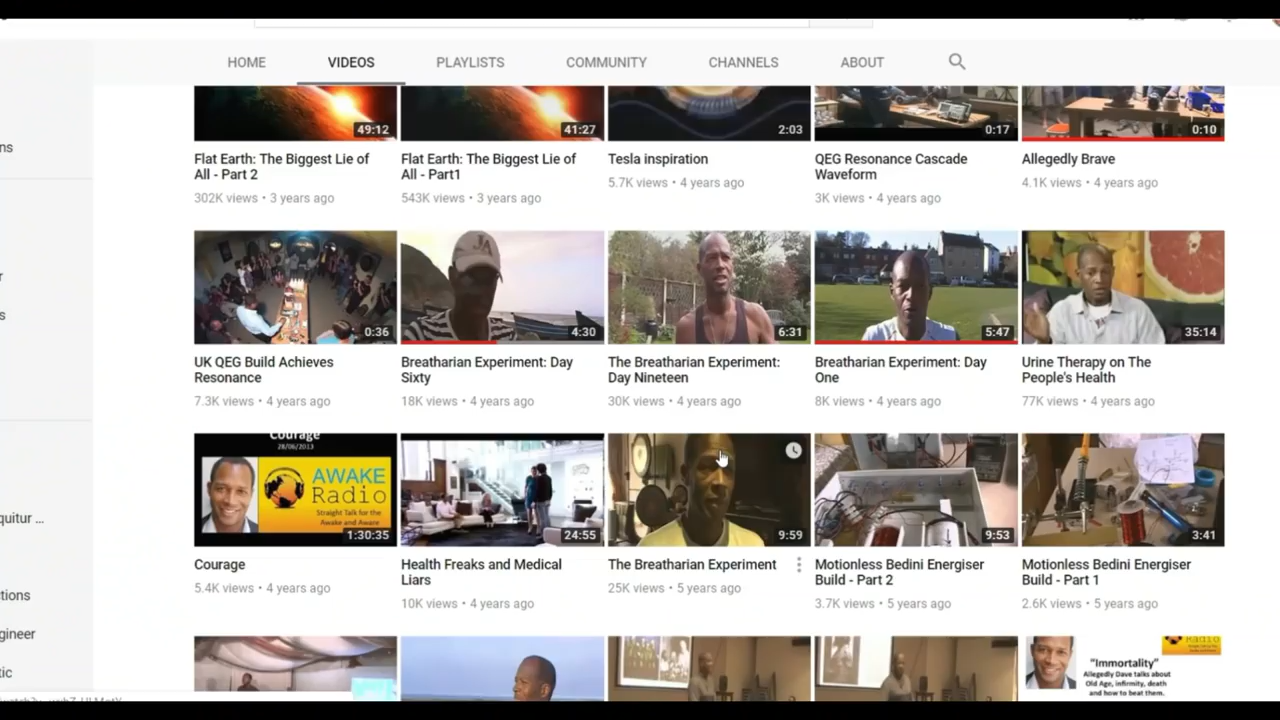 HOME VIDEOS PLAYLISTS COMMUNITY CHANNELS ABOUT
49:12 41:27 2:03 0:17 0:10
Flat Earth: The Biggest Lie of
All - Part 2
302K views • 3 years ago
Flat Earth: The Biggest Lie of
All - Part1
543K views • 3 years ago
Tesla inspiration
5.7K views • 4 years ago
QEG Resonance Cascade
Waveform
3K views • 4 years ago
Allegedly Brave
4.1K views • 4 years ago
ns
r
s
JA
0:36 4:30 6:31 5:47 35:14
UK QEG Build Achieves
Resonance
7.3K views • 4 years ago
Breatharian Experiment: Day
Sixty
18K views • 4 years ago
The Breatharian Experiment:
Day Nineteen
30K views • 4 years ago
Breatharian Experiment: Day
One
8K views • 4 years ago
Urine Therapy on The
People's Health
77K views • 4 years ago
Courage
28/06/2013
AWAKE
Radio
Straight Talk for the
Awake and Aware
1:30:35 24:55 9:59 9:53 3:41
Courage
5.4K views • 4 years ago
Health Freaks and Medical
Liars
10K views • 4 years ago
The Breatharian Experiment
25K views • 5 years ago
Motionless Bedini Energiser
Build - Part 2
3.7K views • 5 years ago
Motionless Bedini Energiser
Build - Part 1
2.6K views • 5 years ago
quitur ...
ctions
gineer
tic
"Immortality"
Allegedly Dave talks about
Old Age, infirmity, death
and how to beat them.